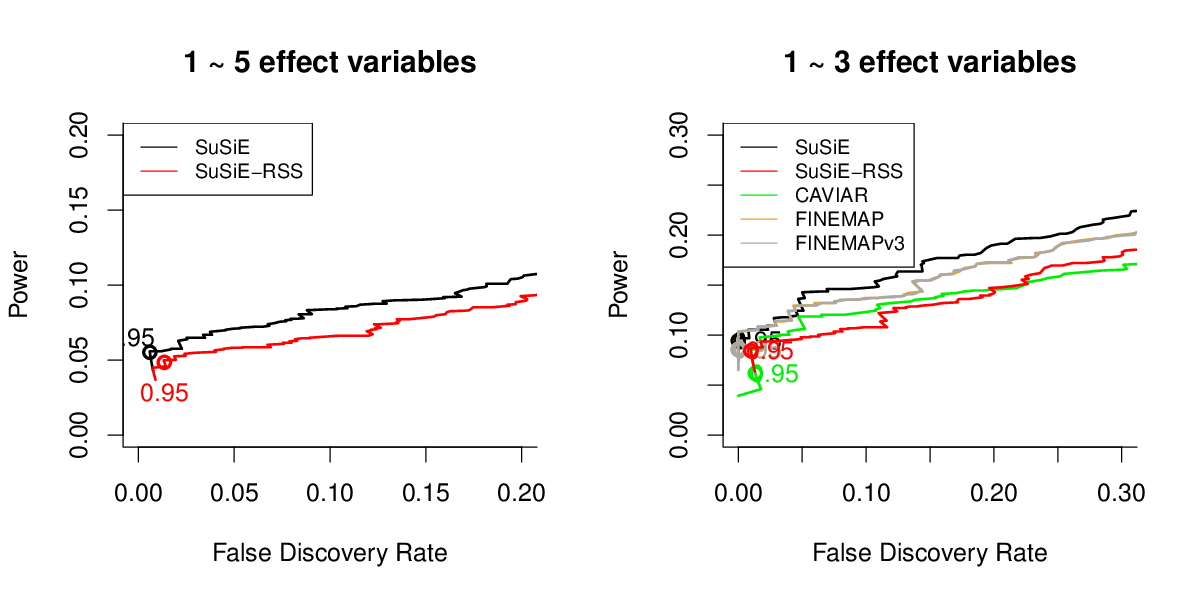 1 ~ 5 effect variables
SuSiE
SuSiE−RSS
0.20
0.15
0.10
0.05
0.00
Power
.95
0.95
0.00 0.05 0.10 0.15 0.20
False Discovery Rate
1 ~ 3 effect variables
SuSiE
SuSiE−RSS
CAVIAR
FINEMAP
FINEMAPv3
0.30
0.20
0.10
0.00
Power
0.95
0.95
0.00 0.10 0.20 0.30
False Discovery Rate